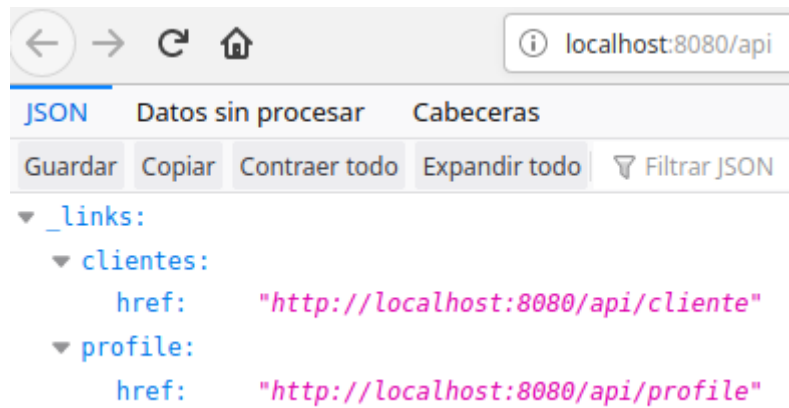 localhost:8080/api
JSON Datos sin procesar Cabeceras
Guardar Copiar Contraer todo Expandir todo Filtrar JSON
_links:
clientes:
href: "http://localhost:8080/api/cliente"
profile:
href: "http://localhost:8080/api/profile"